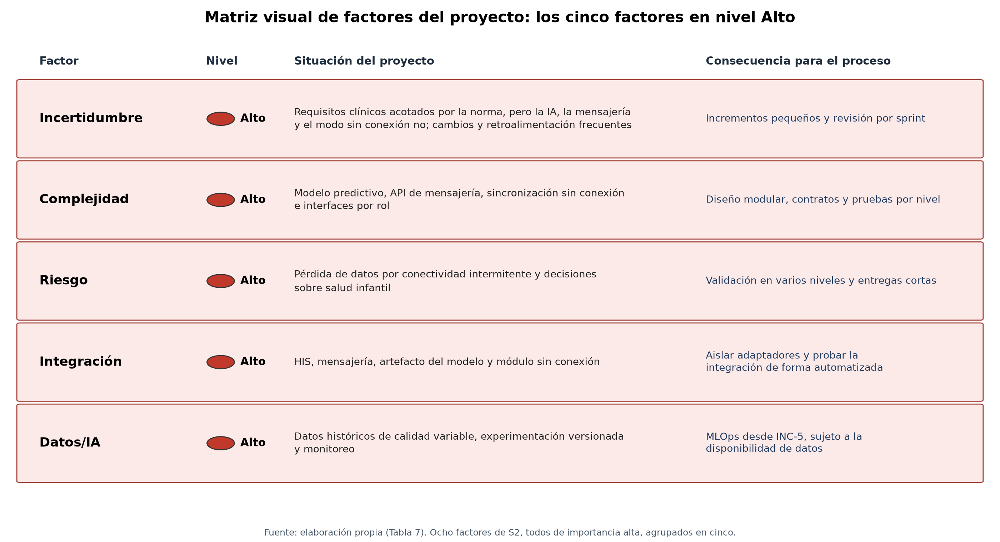 Matriz visual de factores del proyecto: los cinco factores en nivel Alto
Factor
Nivel
Situación del proyecto
Consecuencia para el proceso
Incertidumbre
Alto
Requisitos clínicos acotados por la norma, pero la IA, la mensajería
y el modo sin conexión no; cambios y retroalimentación frecuentes
Incrementos pequeños y revisión por sprint
Complejidad
Alto
Modelo predictivo, API de mensajería, sincronización sin conexión
e interfaces por rol
Diseño modular, contratos y pruebas por nivel
Riesgo
Alto
Pérdida de datos por conectividad intermitente y decisiones
sobre salud infantil
Validación en varios niveles y entregas cortas
Integración
Alto
HIS, mensajería, artefacto del modelo y módulo sin conexión
Aislar adaptadores y probar la
integración de forma automatizada
Datos/IA
Alto
Datos históricos de calidad variable, experimentación versionada
y monitoreo
MLOps desde INC-5, sujeto a la
disponibilidad de datos
Fuente: elaboración propia (Tabla 7). Ocho factores de S2, todos de importancia alta, agrupados en cinco.